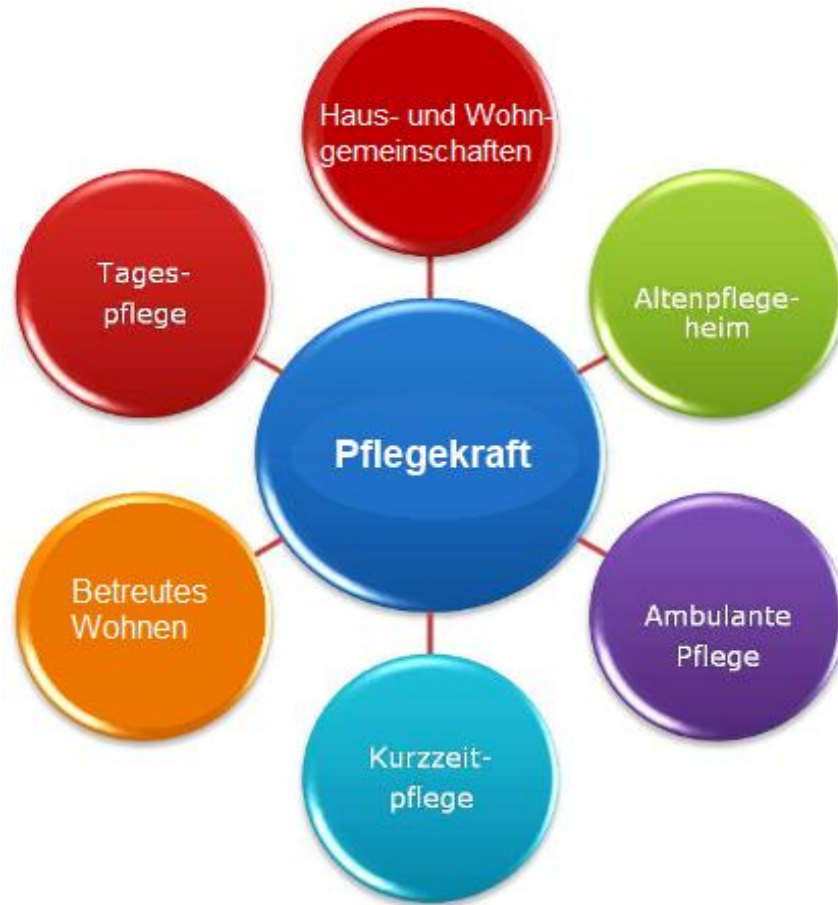 Haus- und Wohn-
gemeinschaften
Tages-
pflege
Altenpflege-
heim
Pflegekraft
Betreutes
Wohnen
Ambulante
Pflege
Kurzzeit-
pflege